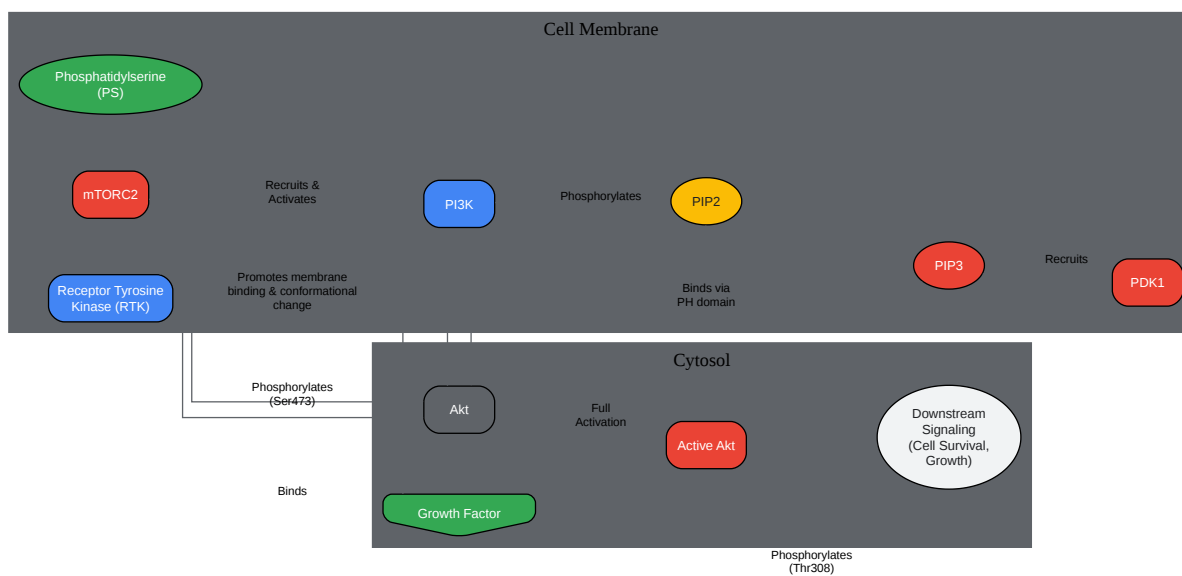 Cell Membrane
Phosphatidylserine
(PS)
mTORC2
Recruits &
Activates
PI3K
Phosphorylates
PIP2
PIP3
Recruits
PDK1
Receptor Tyrosine
Kinase (RTK)
Promotes membrane
binding & conformational
change
Binds via
PH domain
Cytosol
Phosphorylates
(Ser473)
Akt
Full
Activation
Active Akt
Downstream
Signaling
(Cell Survival,
Growth)
Binds
Growth Factor
Phosphorylates
(Thr308)